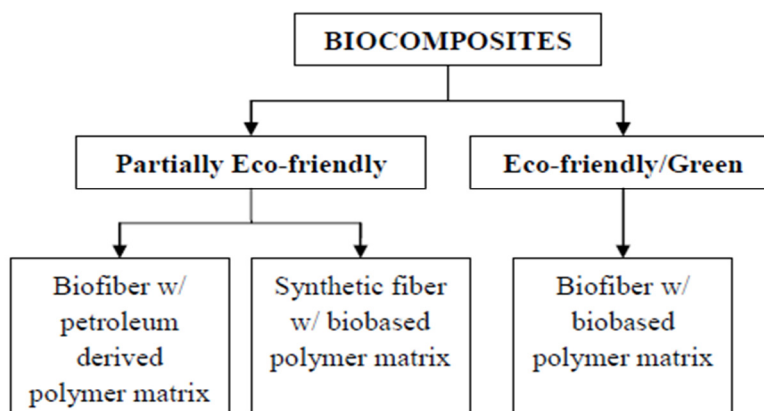 BIOCOMPOSITES
Partially Eco-friendly
Eco-friendly/Green
Biofiber w/
petroleum
derived
polymer matrix
Synthetic fiber
w/ biobased
polymer matrix
Biofiber w/
biobased
polymer matrix